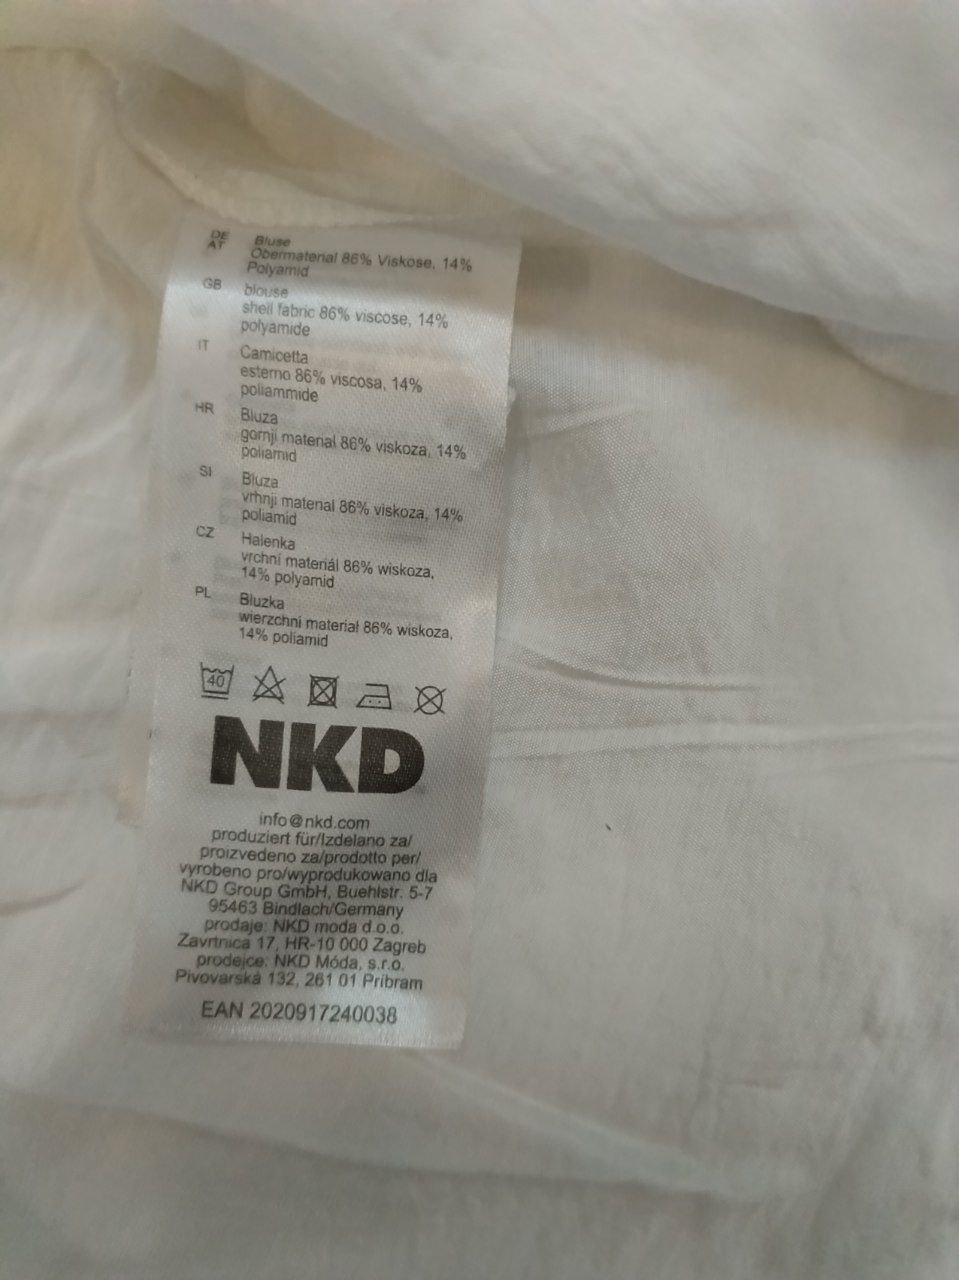 DE
AT
Bluse
Obermaterial 86% Viskose, 14%
Polyamid
GB
blouse
shell fabric 86% viscose, 14%
polyamide
IT
Camicetta
esterno 86% viscosa, 14%
poliammide
HR
Bluza
gornji material 86% viskoza, 14%
poliamid
SI
Bluza
vrhnji material 86% viskoza, 14%
poliamid
CZ
Halenka
vrchní materiál 86% wiskoza,
14% polyamid
PL
Bluzka
wierzchni materiał 86% wiskoza,
14% poliamid
40
NKD
info@nkd.com
produziert für/Izdelano za/
proizvedeno za/prodotto per/
vyrobeno pro/wyprodukowano dla
NKD Group GmbH, Buehlstr. 5-7
95463 Bindlach/Germany
prodaje: NKD moda d.o.o.
Zavrtnica 17, HR-10 000 Zagreb
prodejce: NKD Móda, s.r.o.
Pivovarská 132, 261 01 Pribram
EAN 2020917240038